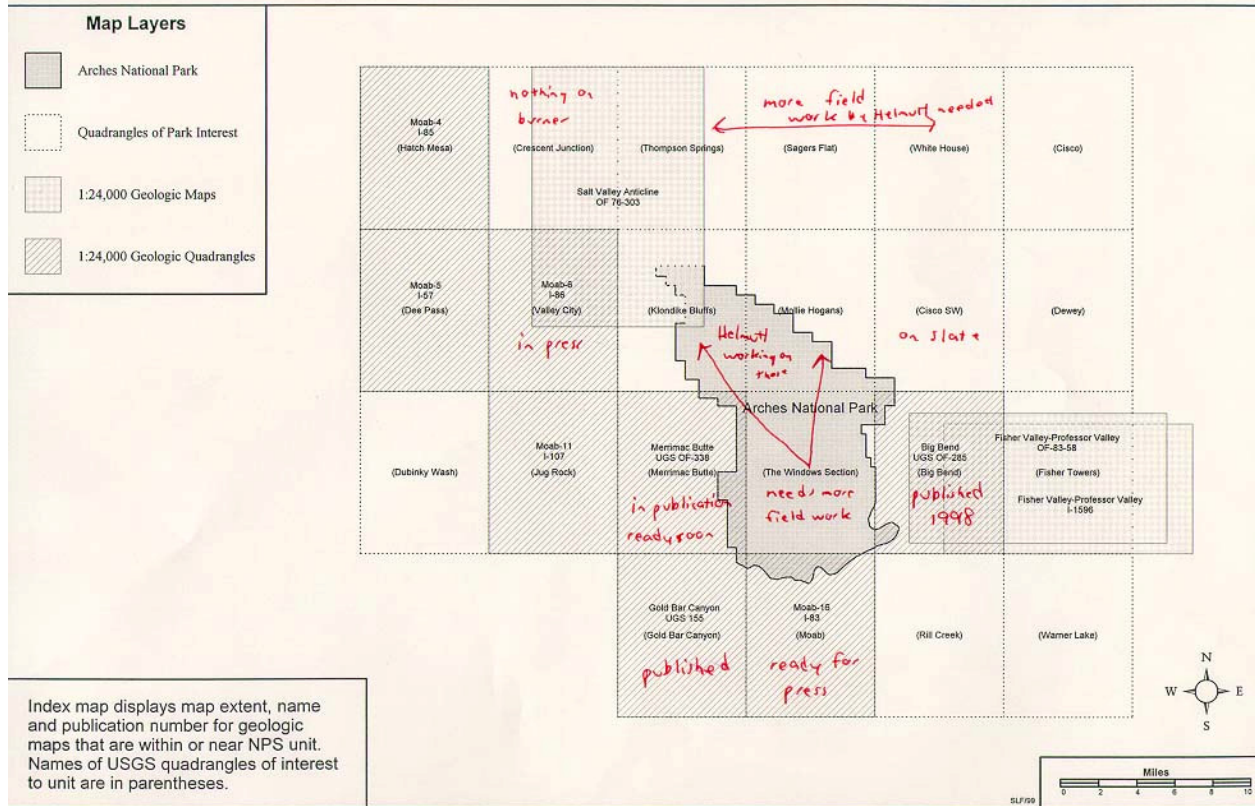 Map Layers
Arches National Park
Quadrangles of Park Interest
1:24,000 Geologic Maps
1:24,000 Geologic Quadrangles
Moab-4
I-85
(Hatch Mesa)
nothing on
burner
(Crescent Junction)
(Thompson Springs)
Salt Valley Anticline
OF 76-303
more field
work by Helmut needed
(Sagers Flat)
(White House)
(Cisco)
Moab-5
I-57
(Dee Pass)
Moab-6
I-86
(Valley City)
in press
(Klondike Bluffs)
(Mollie Hogans)
Helmut
working on
those
(Cisco SW)
on slate
(Dewey)
Arches National Park
(Dubinky Wash)
Moab-11
I-107
(Jug Rock)
Merrimac Butte
UGS OF-338
(Merrimac Butte)
in publication
ready soon
(The Windows Section)
needs more
field work
Big Bend
UGS OF-285
(Big Bend)
published
1998
Fisher Valley-Professor Valley
OF-83-58
(Fisher Towers)
Fisher Valley-Professor Valley
I-1596
Gold Bar Canyon
UGS 155
(Gold Bar Canyon)
published
Moab-16
I-83
(Moab)
ready for
press
(Rill Creek)
(Warner Lake)
N
W E
S
Index map displays map extent, name
and publication number for geologic
maps that are within or near NPS unit.
Names of USGS quadrangles of interest
to unit are in parentheses.
SLF/99
Miles
0 2 4 6 8 10